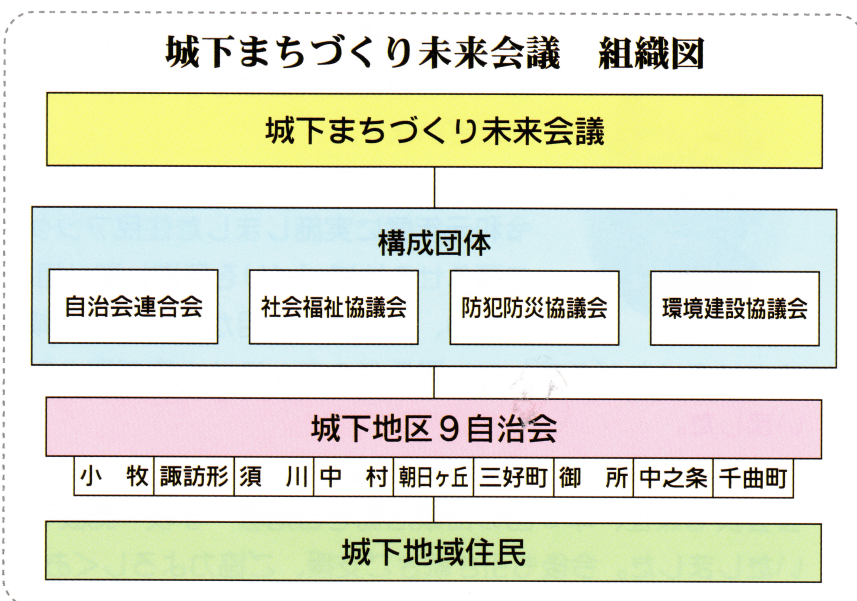 城下まちづくり未来会議　組織図
城下まちづくり未来会議
構成団体
自治会連合会　社会福祉協議会　防犯防災協議会　環境建設協議会
城下地区９自治会
小　牧　諏訪形　須　川　中　村　朝日ヶ丘　三好町　御　所　中之条　千曲町
城下地域住民